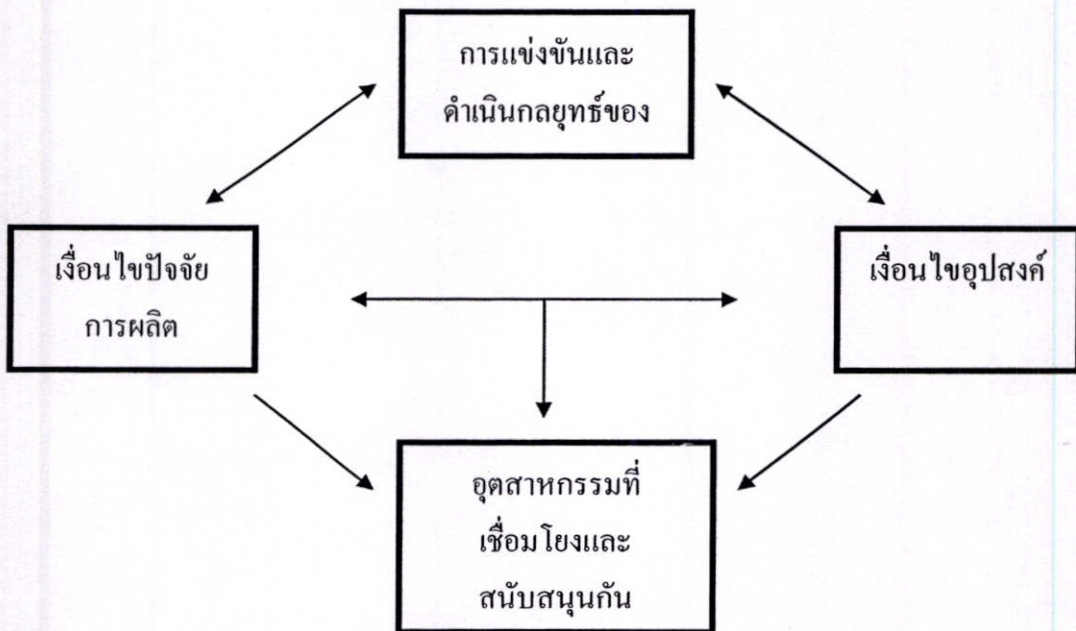 การแข่งขันและ
ดำเนินกลยุทธ์ของ
เงื่อนไขปัจจัย
การผลิต
เงื่อนไขอุปสงค์
อุตสาหกรรมที่
เชื่อมโยงและ
สนับสนุนกัน